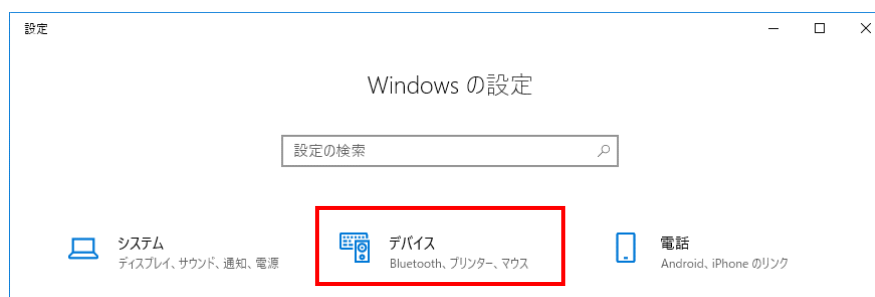 設定
Windows の設定
設定の検索
システム
ディスプレイ、サウンド、通知、電源
デバイス
Bluetooth、プリンター、マウス
電話
Android、iPhone のリンク